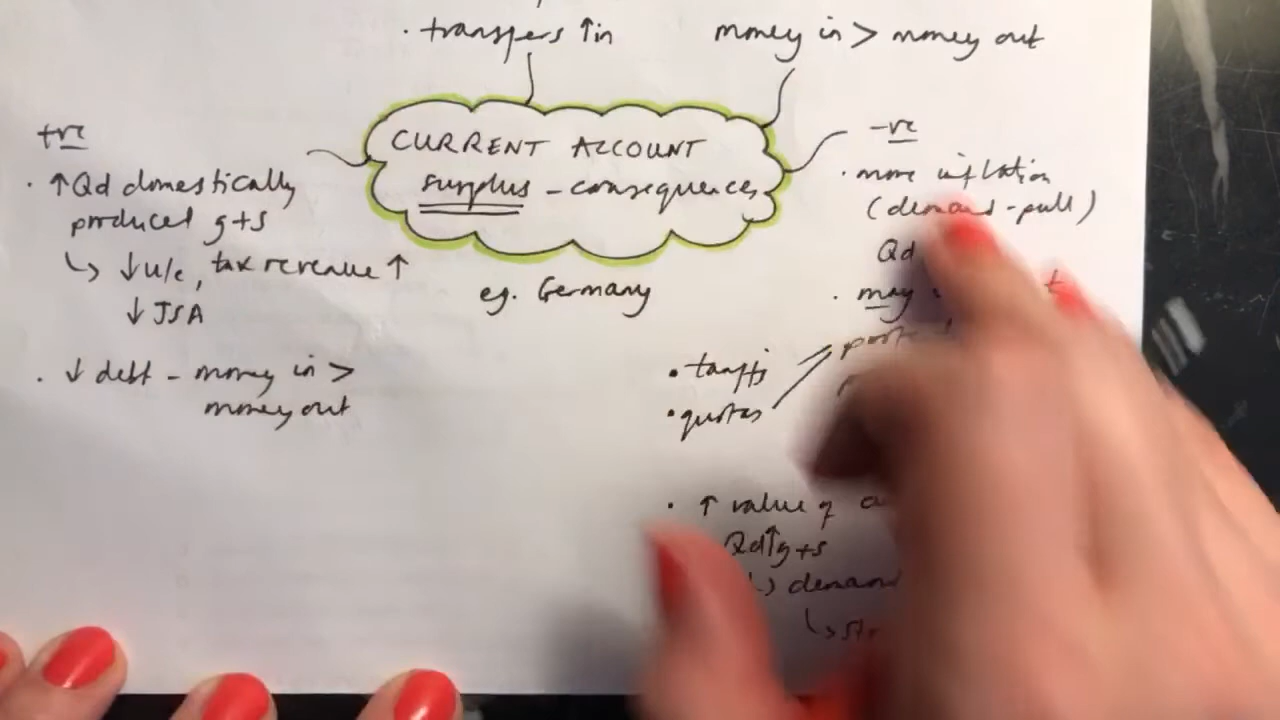 · transfers ↑in
money in > money out
CURRENT ACCOUNT
surplus - consequences
eg. Germany
+ve
· ↑Qd domestically
produced g+s
↳ ↓u/e, tax revenue ↑
↓ JSA
· ↓ debt - money in >
money out
-ve
· more inflation
(demand-pull)
Qd
· may
· tariffs
· quotas
· ↑ value of
Qd↑g+s